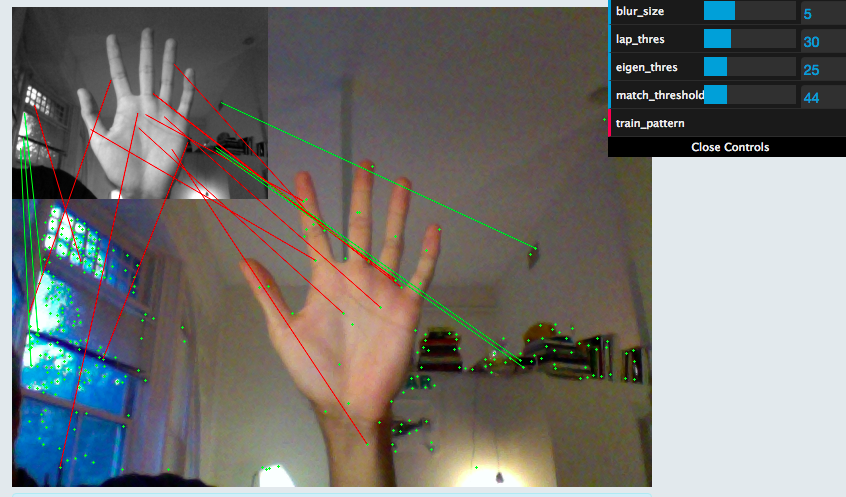 blur_size 5
lap_thres 30
eigen_thres 25
match_threshold 44
train_pattern
Close Controls